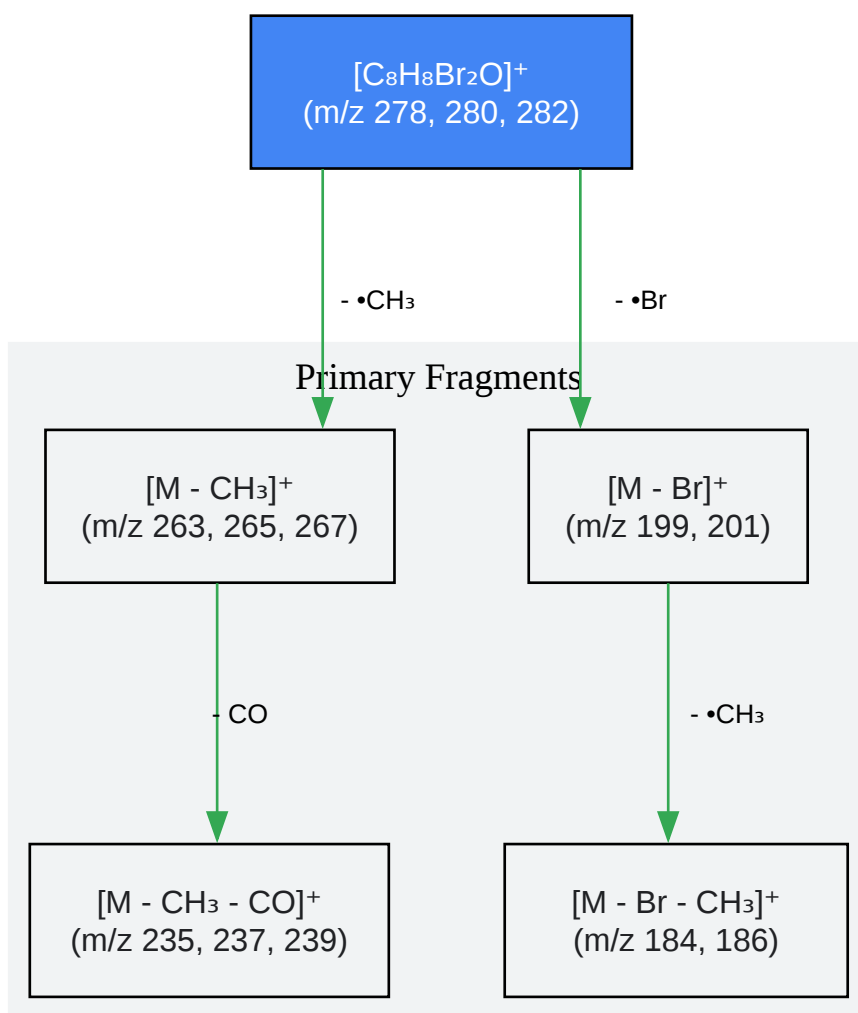 [C₈H₈Br₂O]⁺
(m/z 278, 280, 282)
- •CH₃
- •Br
Primary Fragments
[M - CH₃]⁺
(m/z 263, 265, 267)
[M - Br]⁺
(m/z 199, 201)
- CO
- •CH₃
[M - CH₃ - CO]⁺
(m/z 235, 237, 239)
[M - Br - CH₃]⁺
(m/z 184, 186)